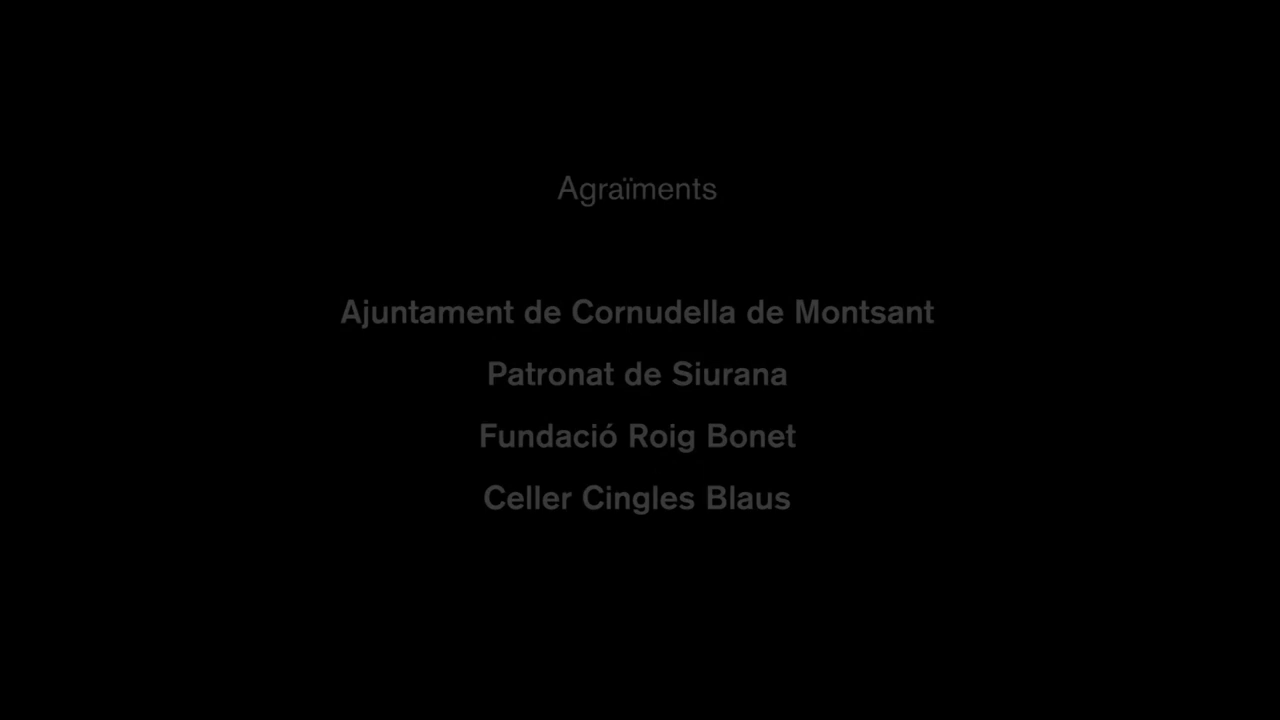 Agraïments
Ajuntament de Cornudella de Montsant
Patronat de Siurana
Fundació Roig Bonet
Celler Cingles Blaus